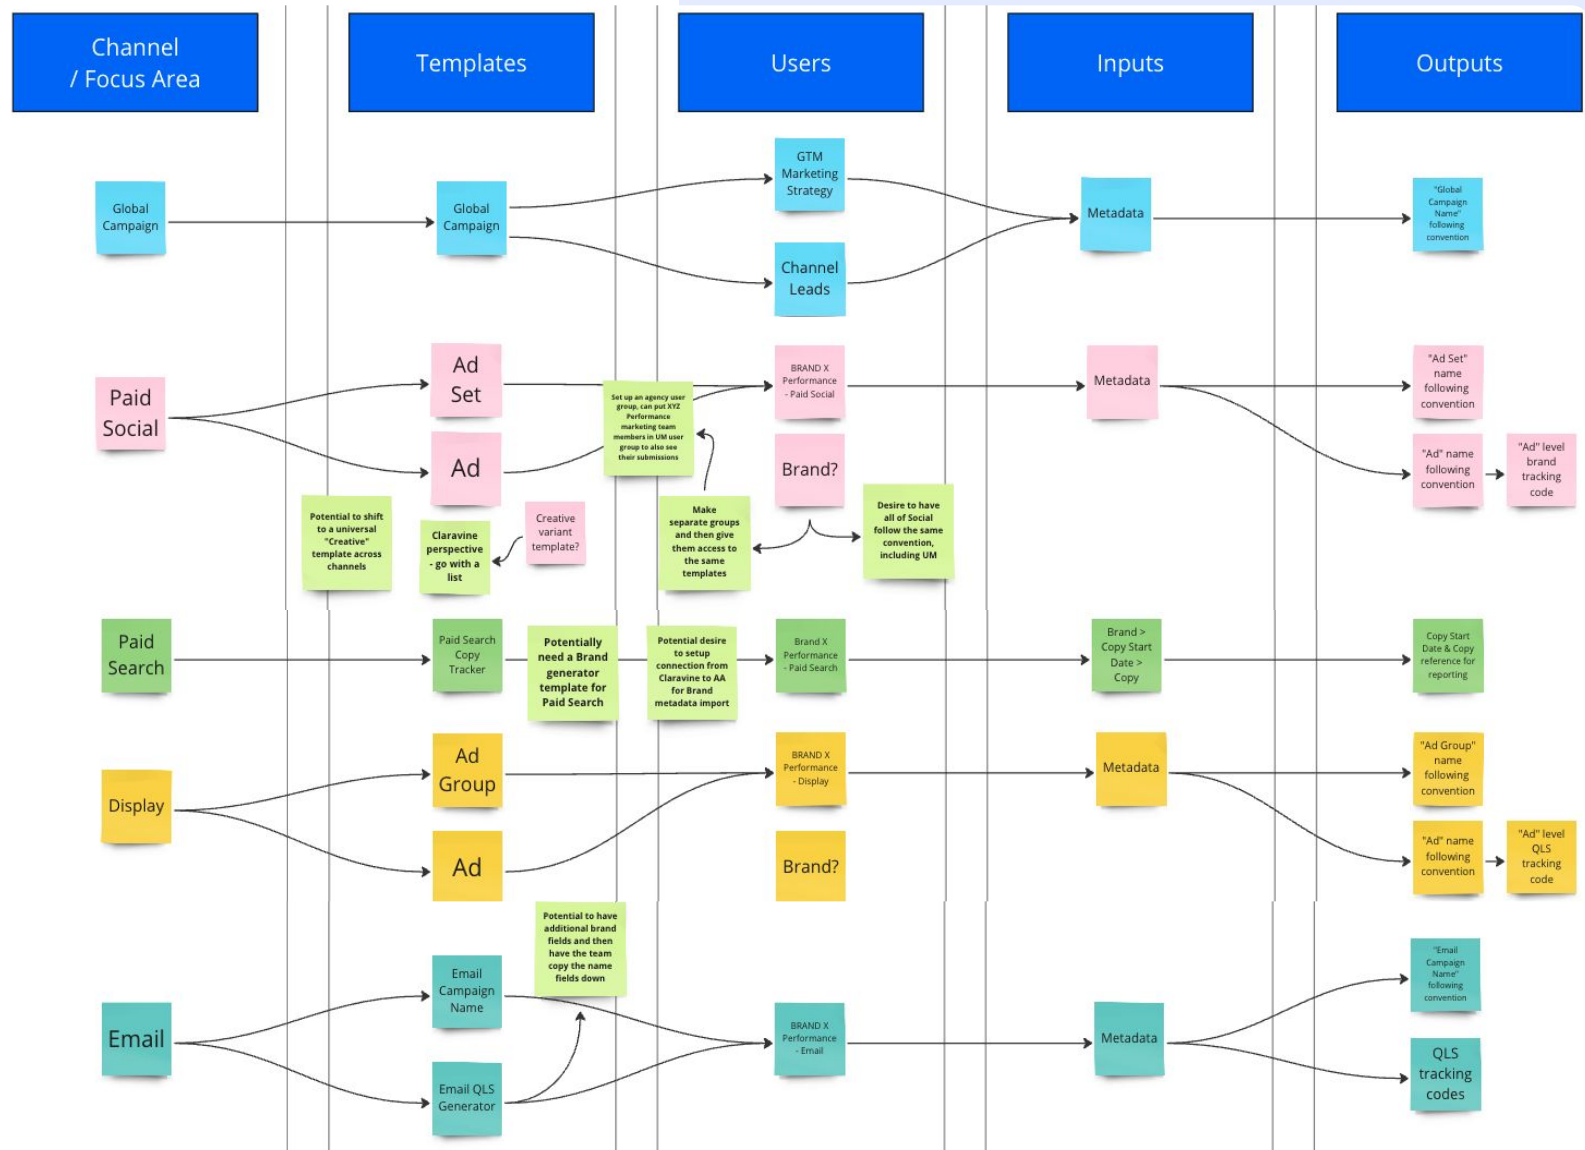 Channel
/ Focus Area
Templates
Users
Inputs
Outputs
Global
Campaign
Global
Campaign
GTM
Marketing
Strategy
Channel
Leads
Metadata
"Global
Campaign
Name"
following
convention
Paid
Social
Ad
Set
Ad
Set up an agency user
group, can put XYZ
Performance
marketing team
members in UM user
group to also see
their submissions
BRAND X
Performance
- Paid Social
Brand?
Metadata
"Ad Set"
name
following
convention
"Ad" name
following
convention
"Ad" level
brand
tracking
code
Potential to shift
to a universal
"Creative"
template across
channels
Claravine
perspective
- go with a
list
Creative
variant
template?
Make
separate groups
and then give
them access to
the same
templates
Desire to have
all of Social
follow the same
convention,
including UM
Paid
Search
Paid Search
Copy
Tracker
Potentially
need a Brand
generator
template for
Paid Search
Potential desire
to setup
connection from
Claravine to AA
for Brand
metadata import
Brand X
Performance
- Paid Search
Brand >
Copy Start
Date >
Copy
Copy Start
Date & Copy
reference for
reporting
Display
Ad
Group
Ad
BRAND X
Performance
- Display
Brand?
Metadata
"Ad Group"
name
following
convention
"Ad" name
following
convention
"Ad" level
QLS
tracking
code
Potential to have
additional brand
fields and then
have the team
copy the name
fields down
Email
Email
Campaign
Name
Email QLS
Generator
BRAND X
Performance
- Email
Metadata
"Email
Campaign
Name"
following
convention
QLS
tracking
codes